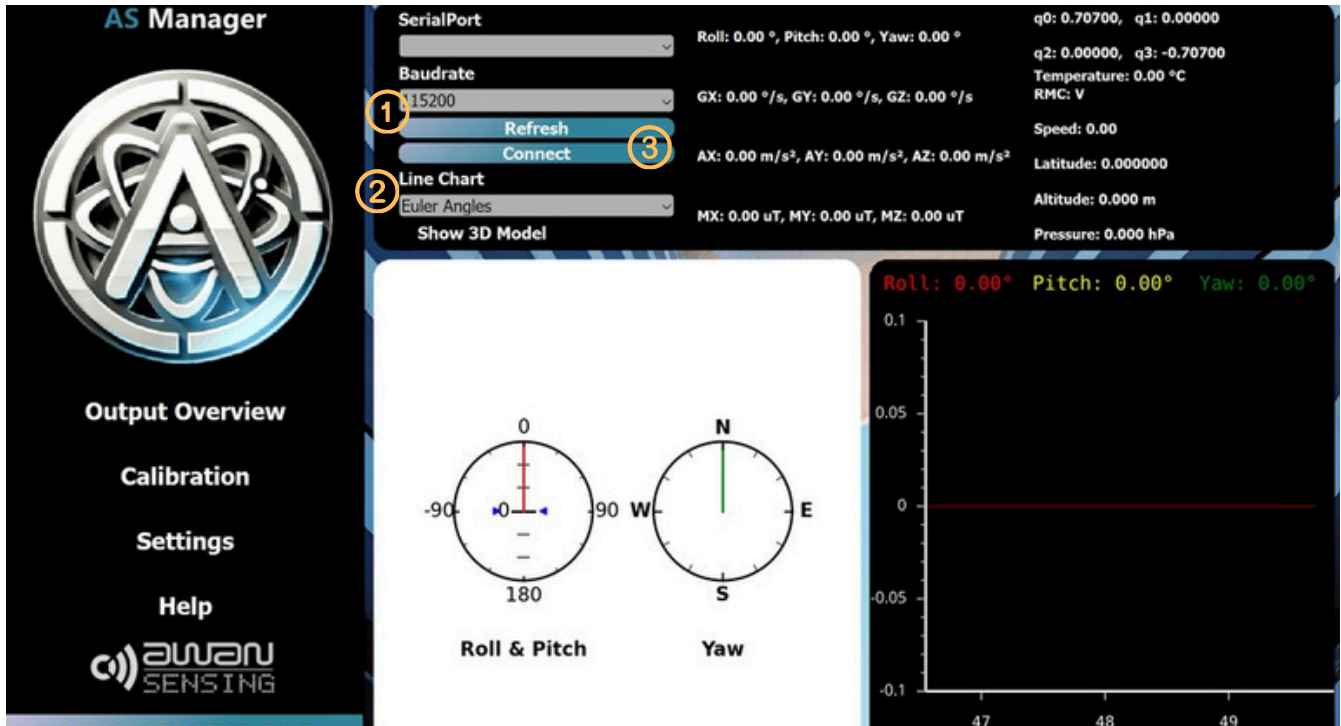 AS Manager
Output Overview
Calibration
Settings
Help
awan
SENSING
SerialPort
Baudrate
115200
① 
Refresh
Connect
③
Line Chart
②
Euler Angles
Show 3D Model
Roll: 0.00 °, Pitch: 0.00 °, Yaw: 0.00 °
GX: 0.00 °/s, GY: 0.00 °/s, GZ: 0.00 °/s
AX: 0.00 m/s², AY: 0.00 m/s², AZ: 0.00 m/s²
MX: 0.00 uT, MY: 0.00 uT, MZ: 0.00 uT
q0: 0.70700, q1: 0.00000
q2: 0.00000, q3: -0.70700
Temperature: 0.00 °C
RMC: V
Speed: 0.00
Latitude: 0.000000
Altitude: 0.000 m
Pressure: 0.000 hPa
0
-90 0 90
180
Roll & Pitch
N
W E
S
Yaw
Roll: 0.00° Pitch: 0.00° Yaw: 0.00°
0.1
0.05
0
-0.05
-0.1
47 48 49